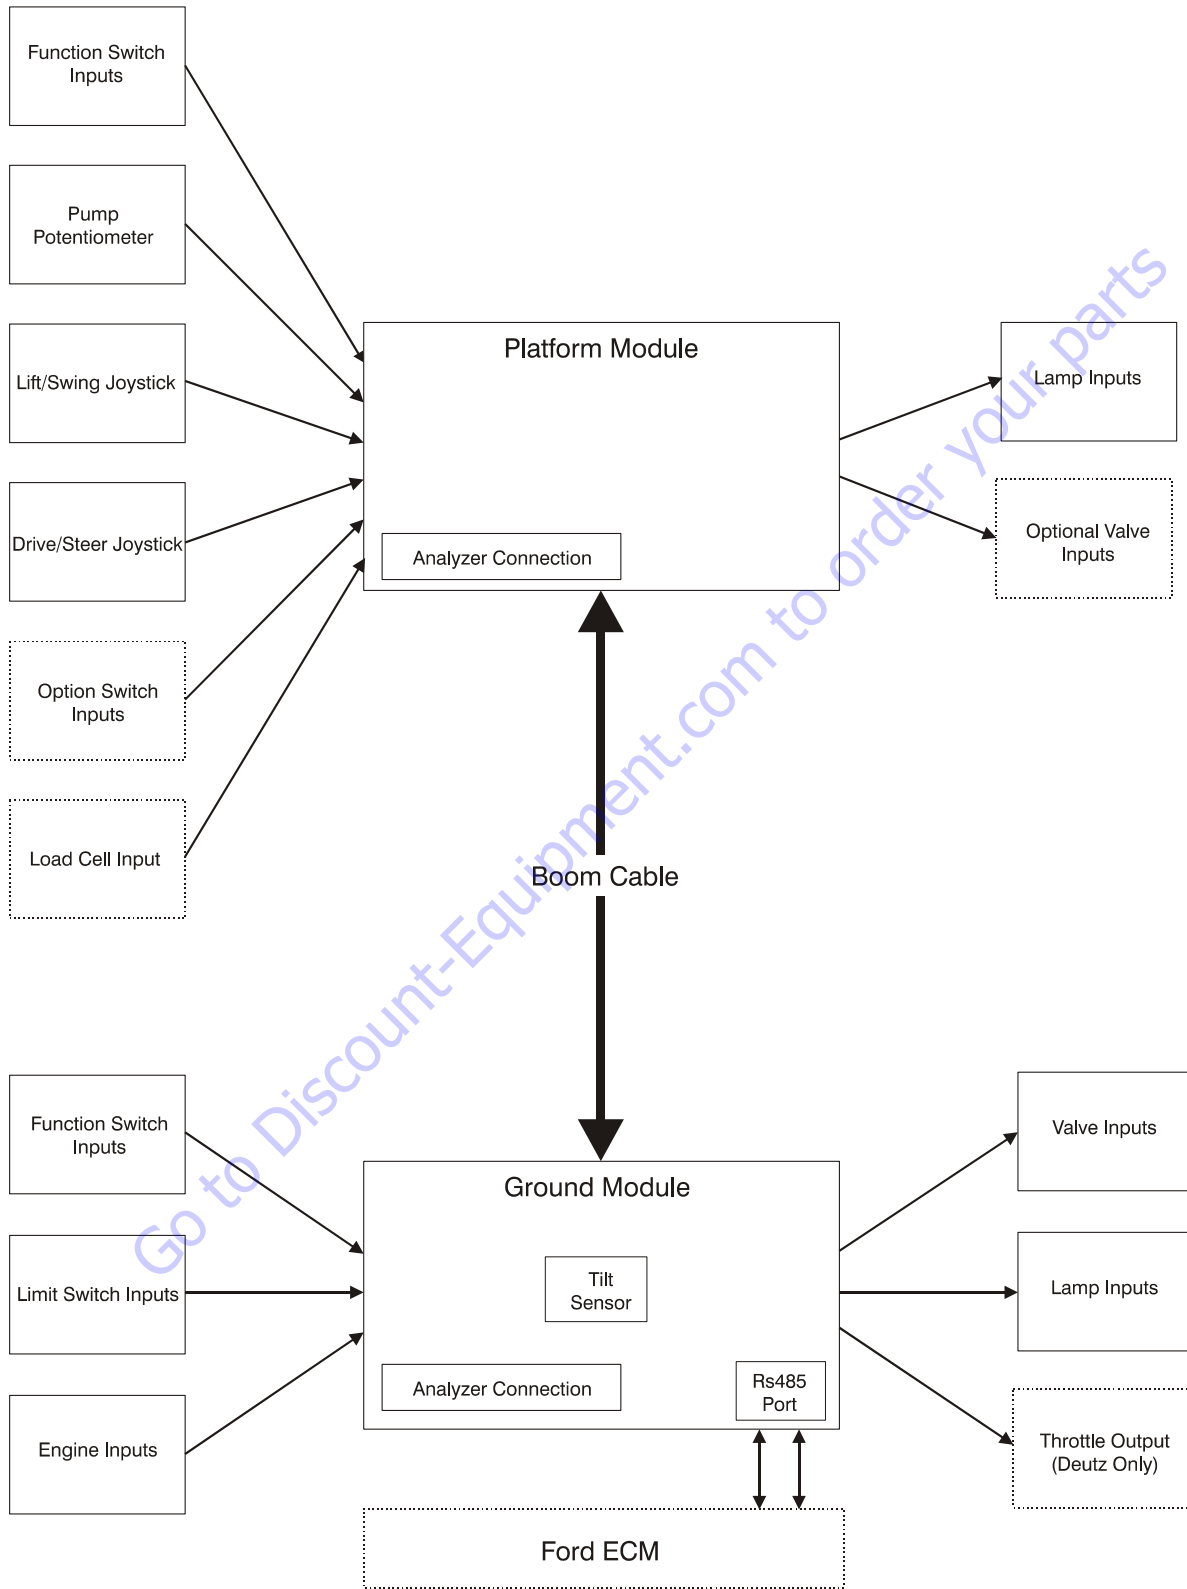 Function Switch
Inputs
Pump
Potentiometer
Lift/Swing Joystick
Drive/Steer Joystick
Option Switch
Inputs
Load Cell Input
Platform Module
Analyzer Connection
Lamp Inputs
Optional Valve
Inputs
Boom Cable
Function Switch
Inputs
Limit Switch Inputs
Engine Inputs
Ground Module
Tilt
Sensor
Analyzer Connection
Rs485
Port
Valve Inputs
Lamp Inputs
Throttle Output
(Deutz Only)
Ford ECM
Go to Discount-Equipment.com to order your parts